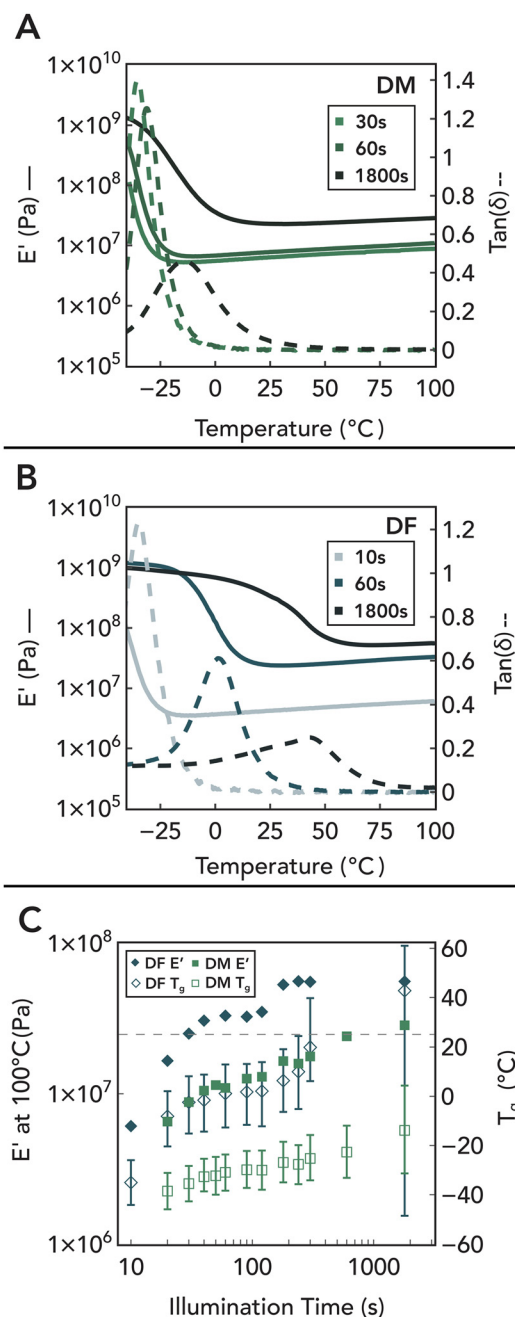 A
1×10¹⁰
1×10⁹
1×10⁸
1×10⁷
1×10⁶
1×10⁵
E' (Pa) —
DM
30s
60s
1800s
1.4
1.2
1
0.8
0.6
0.4
0.2
0
Tan(δ) --
−25 0 25 50 75 100
Temperature (°C)
B
1×10¹⁰
1×10⁹
1×10⁸
1×10⁷
1×10⁶
1×10⁵
E' (Pa) —
DF
10s
60s
1800s
1.2
1
0.8
0.6
0.4
0.2
0
Tan(δ) --
−25 0 25 50 75 100
Temperature (°C)
C
1×10⁸
1×10⁷
1×10⁶
E' at 100°C(Pa)
DF E' DM E'
DF Tg DM Tg
60
40
20
0
−20
−40
−60
Tg (°C)
10 100 1000
Illumination Time (s)